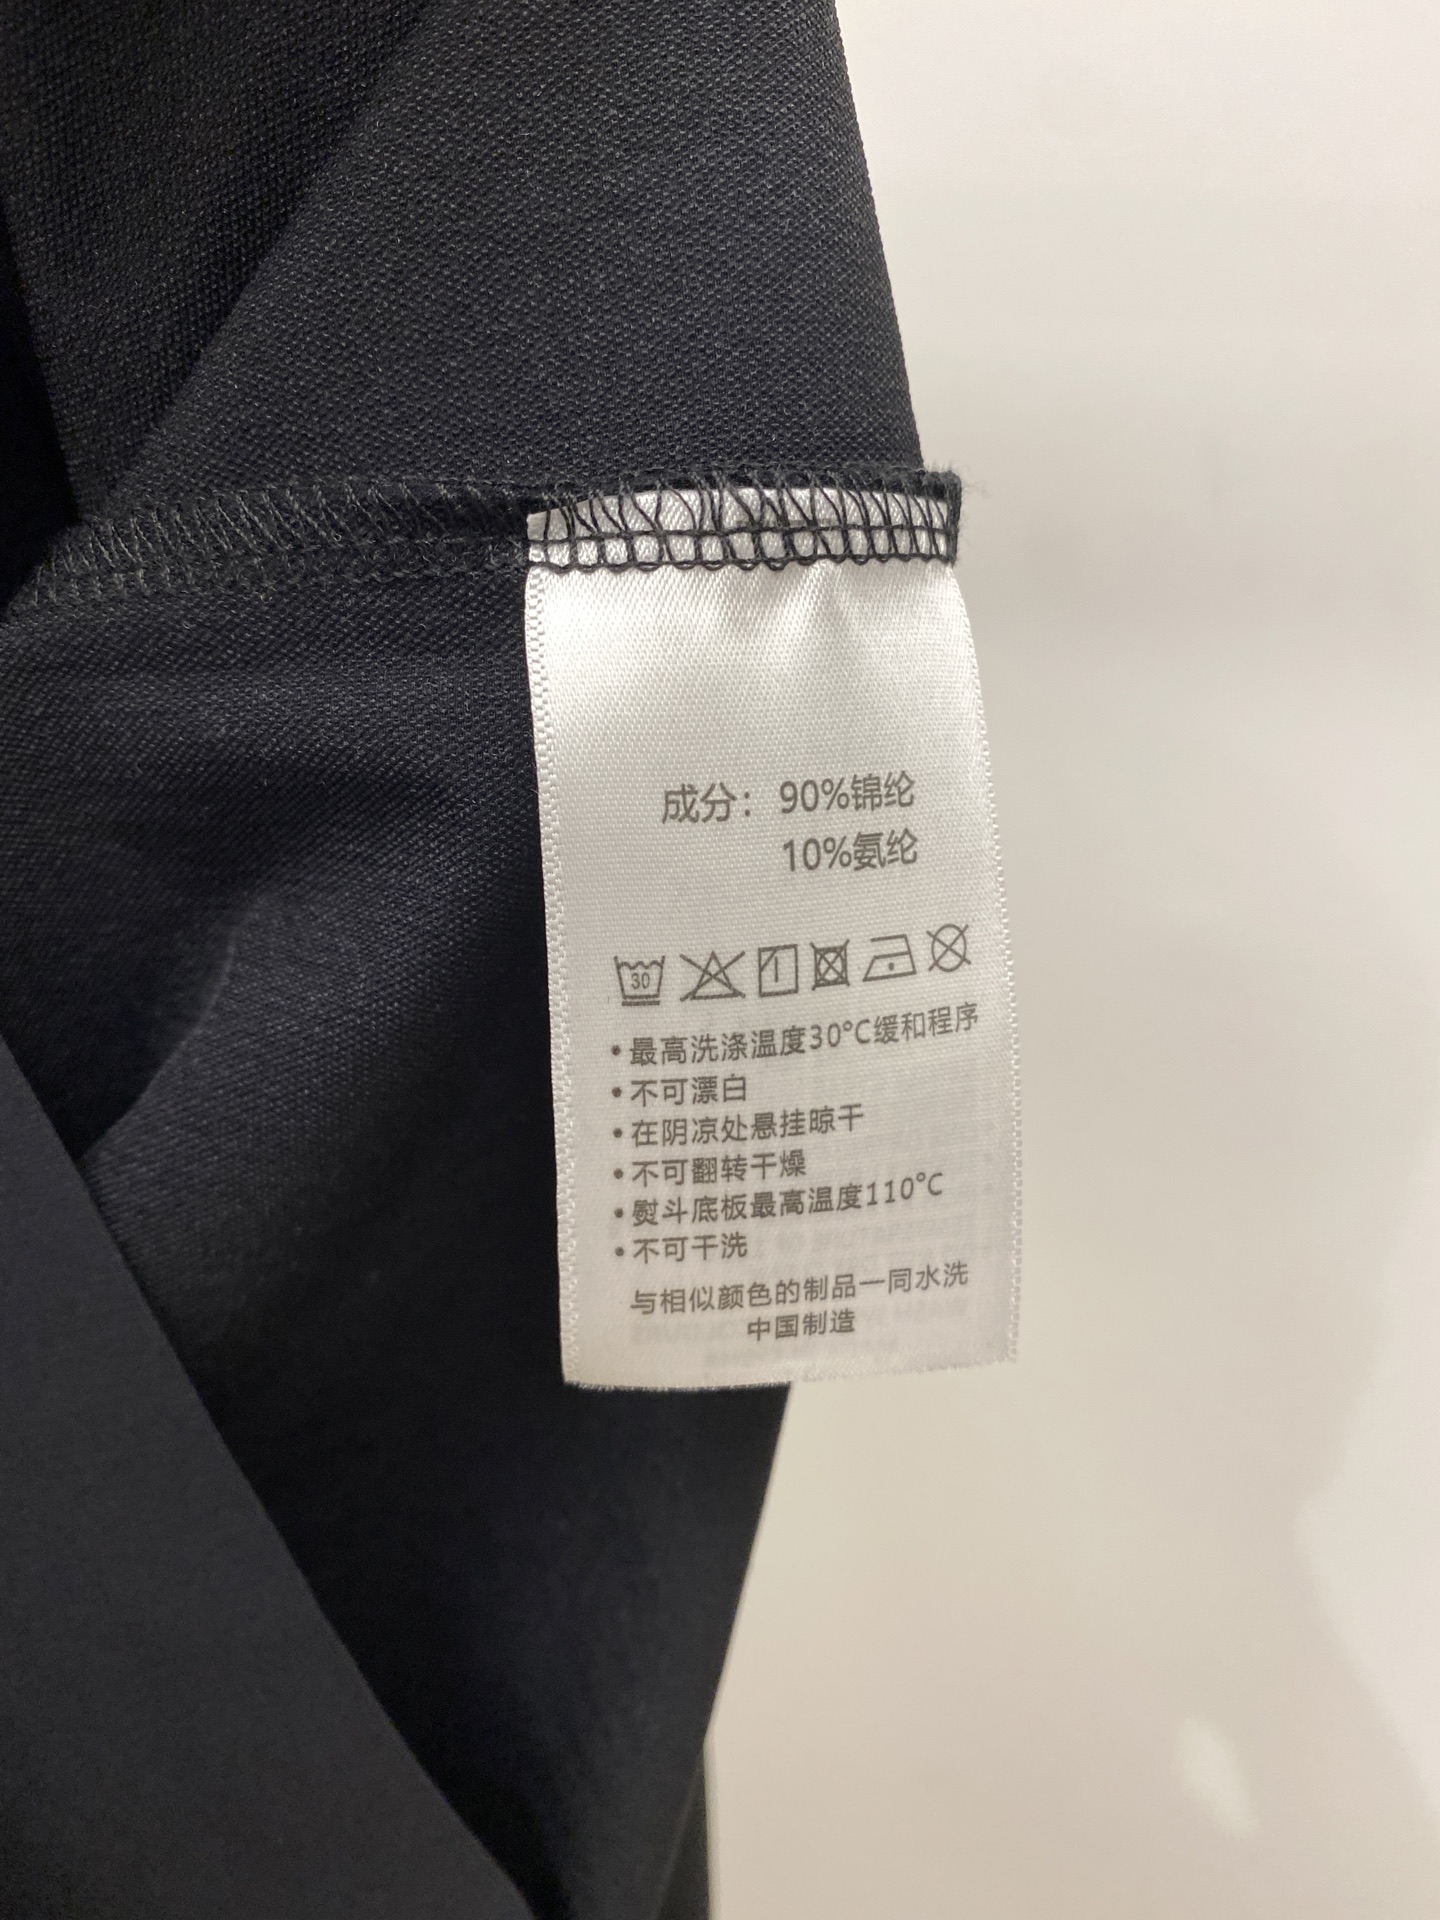 成分：90%锦纶
10%氨纶
30
•最高洗涤温度30°C缓和程序
•不可漂白
•在阴凉处悬挂晾干
•不可翻转干燥
•熨斗底板最高温度110°C
•不可干洗
与相似颜色的制品一同水洗
中国制造